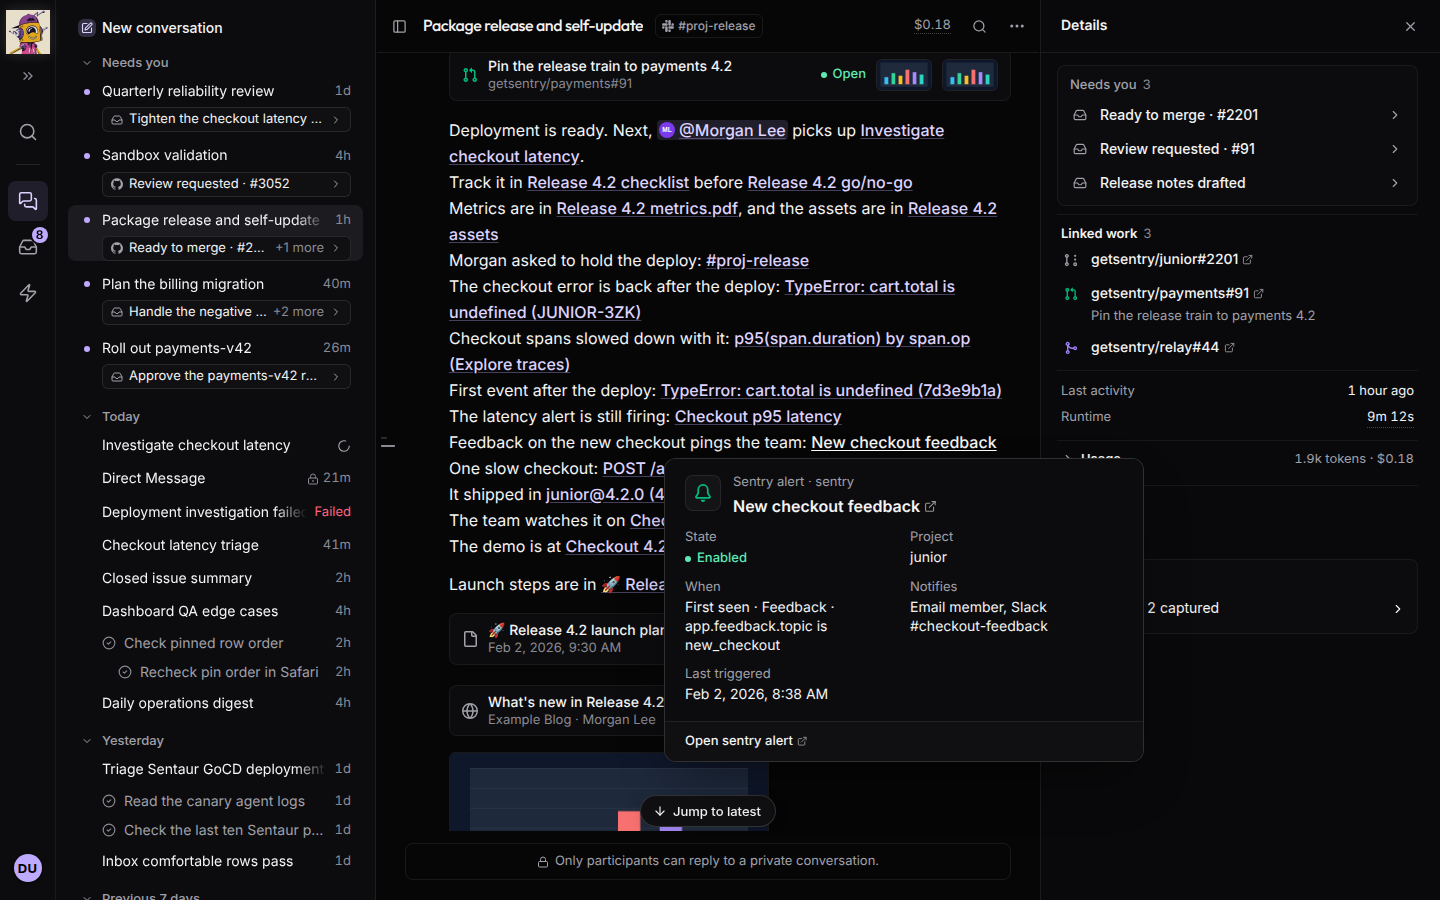 New conversation
Needs you
Quarterly reliability review 1d
Tighten the checkout latency ...
Sandbox validation 4h
Review requested · #3052
Package release and self-update 1h
Ready to merge · #2... +1 more
Plan the billing migration 40m
Handle the negative ... +2 more
Roll out payments-v42 26m
Approve the payments-v42 r...
Today
Investigate checkout latency
Direct Message 21m
Deployment investigation failed Failed
Checkout latency triage 41m
Closed issue summary 2h
Dashboard QA edge cases 4h
Check pinned row order 2h
Recheck pin order in Safari 2h
Daily operations digest 4h
Yesterday
Triage Sentaur GoCD deployment 1d
Read the canary agent logs 1d
Check the last ten Sentaur p... 1d
Inbox comfortable rows pass 1d
Previous 7 days
8
DU
Package release and self-update #proj-release $0.18
Pin the release train to payments 4.2
getsentry/payments#91
Open
Deployment is ready. Next, ML @Morgan Lee picks up Investigate
checkout latency.
Track it in Release 4.2 checklist before Release 4.2 go/no-go
Metrics are in Release 4.2 metrics.pdf, and the assets are in Release 4.2
assets
Morgan asked to hold the deploy: #proj-release
The checkout error is back after the deploy: TypeError: cart.total is
undefined (JUNIOR-3ZK)
Checkout spans slowed down with it: p95(span.duration) by span.op
(Explore traces)
First event after the deploy: TypeError: cart.total is undefined (7d3e9b1a)
The latency alert is still firing: Checkout p95 latency
Feedback on the new checkout pings the team: New checkout feedback
One slow checkout: POST /a
It shipped in junior@4.2.0 (4
The team watches it on Chec
The demo is at Checkout 4.2
Launch steps are in 🚀 Relea
🚀 Release 4.2 launch plan
Feb 2, 2026, 9:30 AM
What's new in Release 4.2
Example Blog · Morgan Lee
Jump to latest
Only participants can reply to a private conversation.
Sentry alert · sentry
New checkout feedback
State
Enabled
Project
junior
When
First seen · Feedback ·
app.feedback.topic is
new_checkout
Notifies
Email member, Slack
#checkout-feedback
Last triggered
Feb 2, 2026, 8:38 AM
Open sentry alert
Details
Needs you 3
Ready to merge · #2201
Review requested · #91
Release notes drafted
Linked work 3
getsentry/junior#2201
getsentry/payments#91
Pin the release train to payments 4.2
getsentry/relay#44
Last activity 1 hour ago
Runtime 9m 12s
Usage 1.9k tokens · $0.18
2 captured